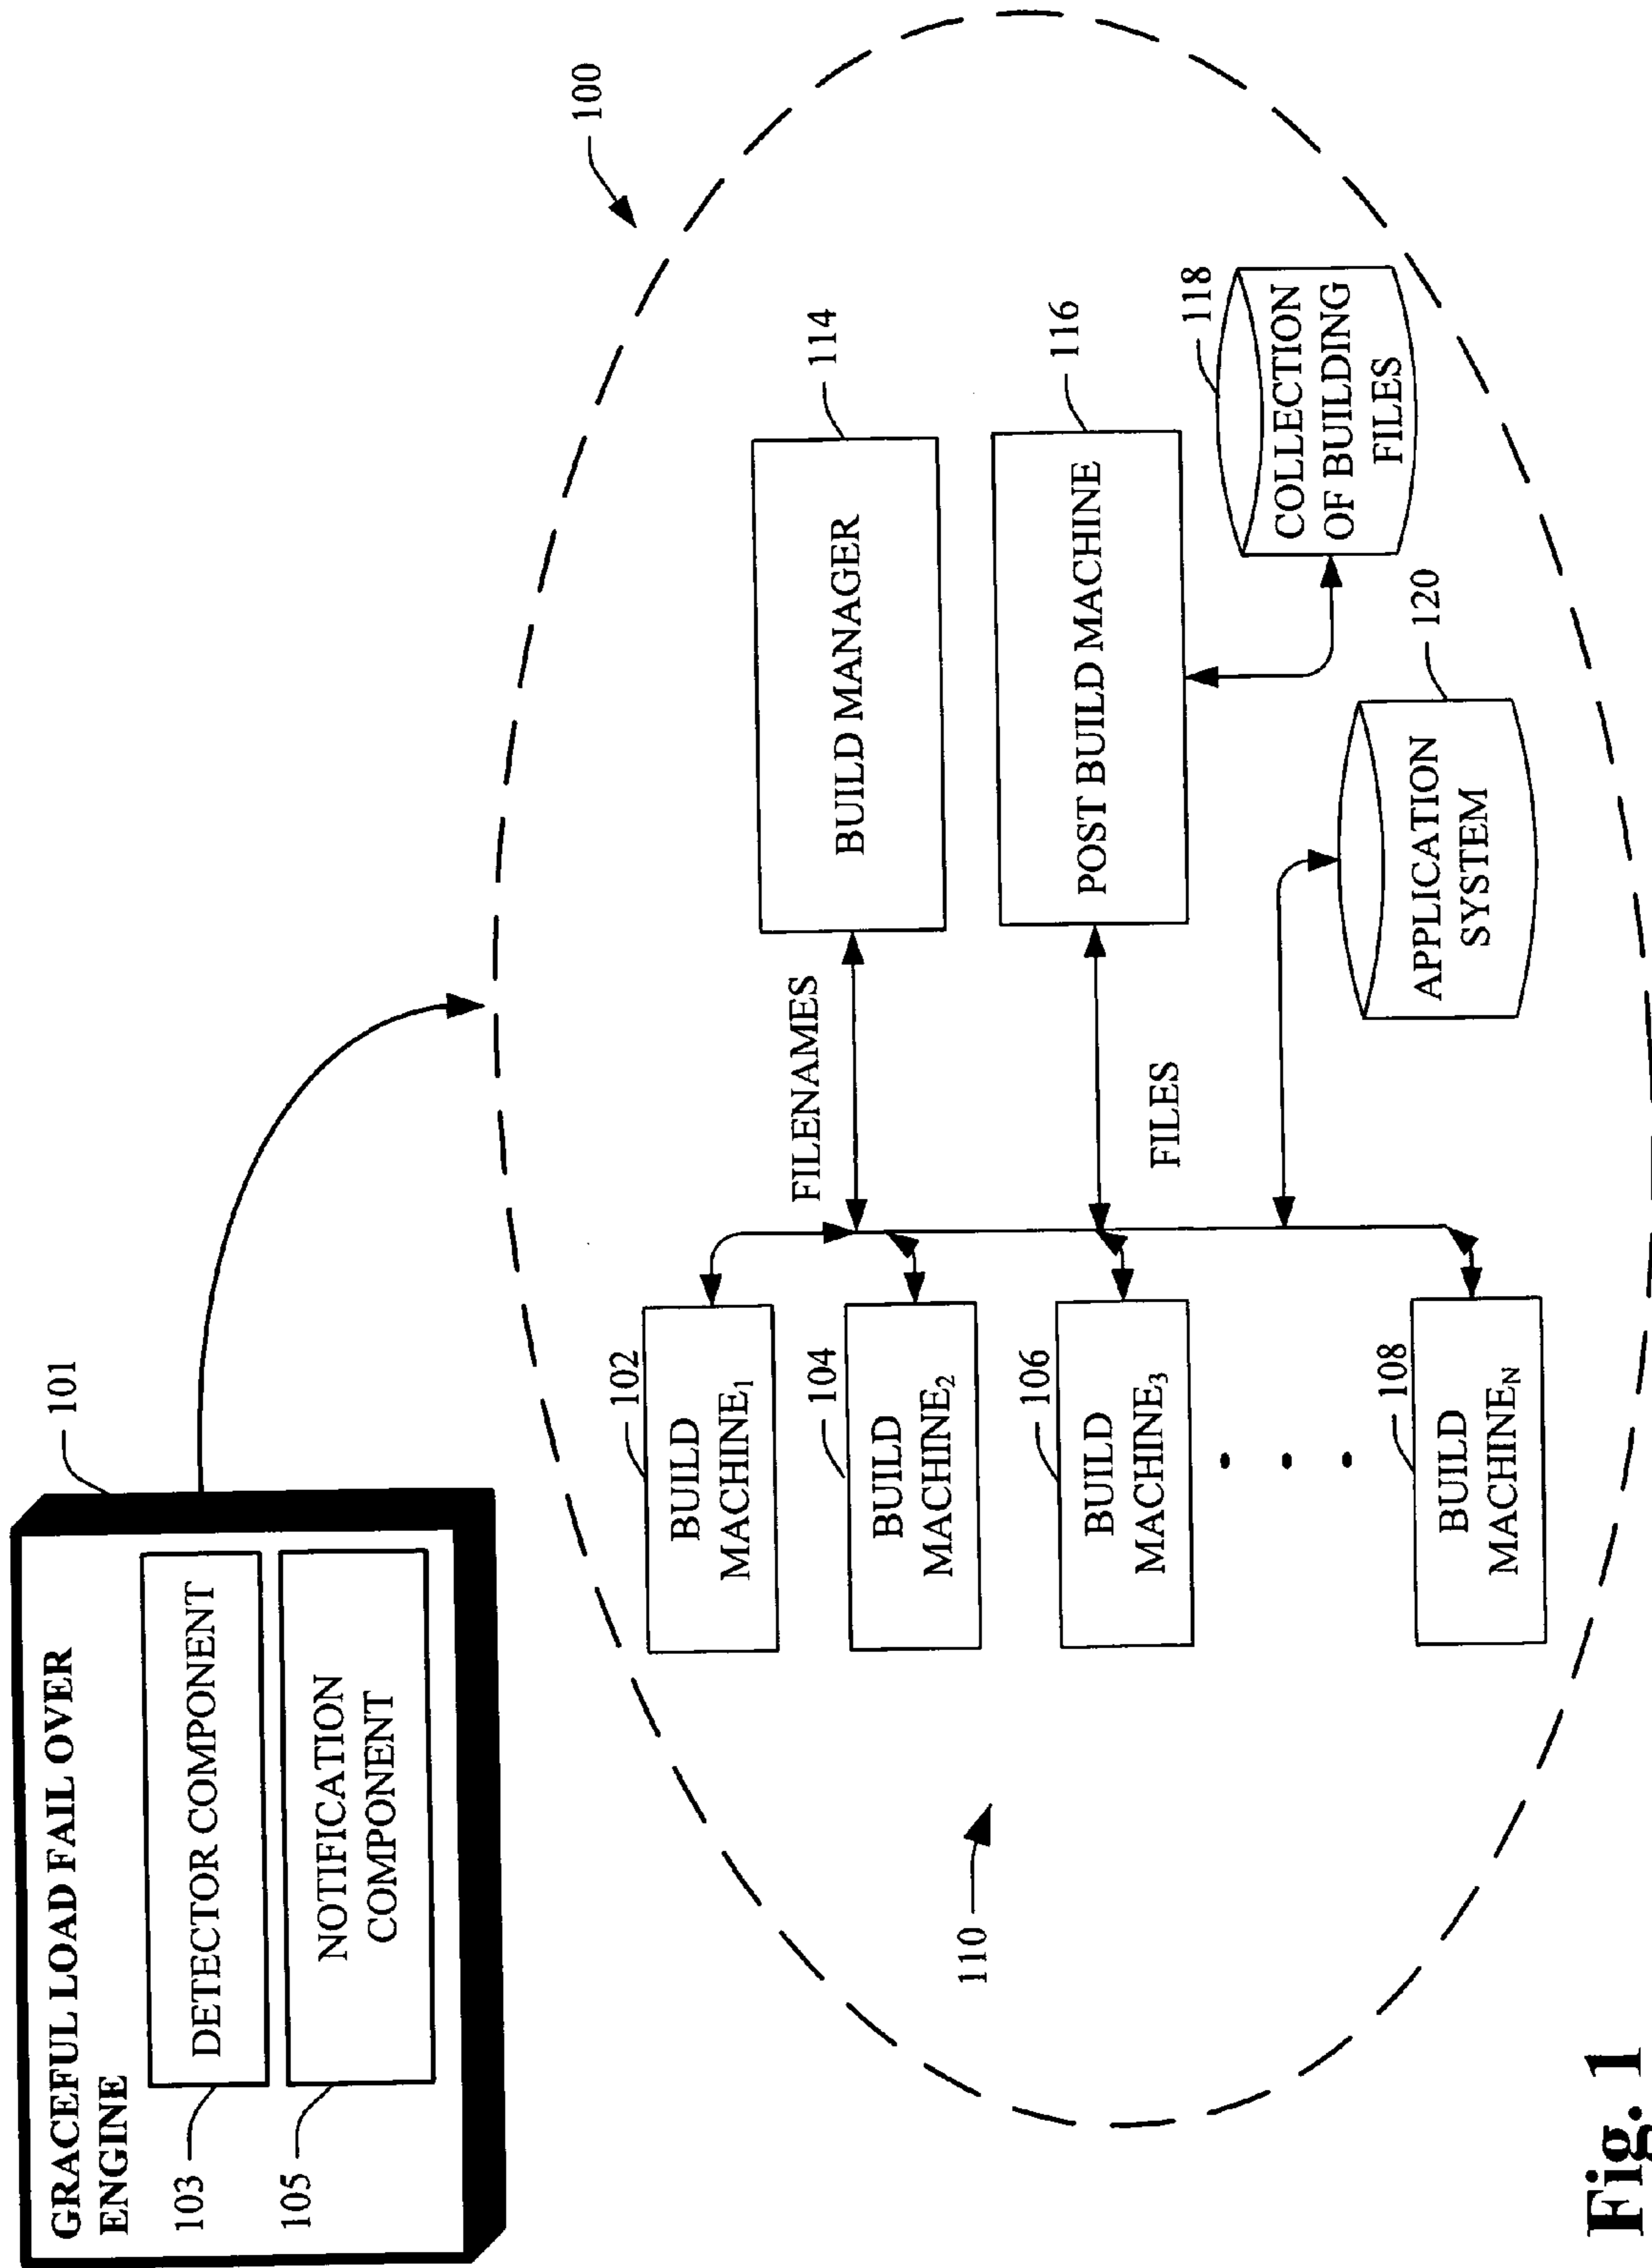 GRACEFUL LOAD FAIL OVER
ENGINE
101
DETECTOR COMPONENT
103
NOTIFICATION
COMPONENT
105
100
110
BUILD
MACHINE1
102
BUILD
MACHINE2
104
BUILD
MACHINE3
106
BUILD
MACHINEN
108
FILENAMES
BUILD MANAGER
114
FILES
POST BUILD MACHINE
116
COLLECTION
OF BUILDING
FILES
118
APPLICATION
SYSTEM
120
Fig. 1